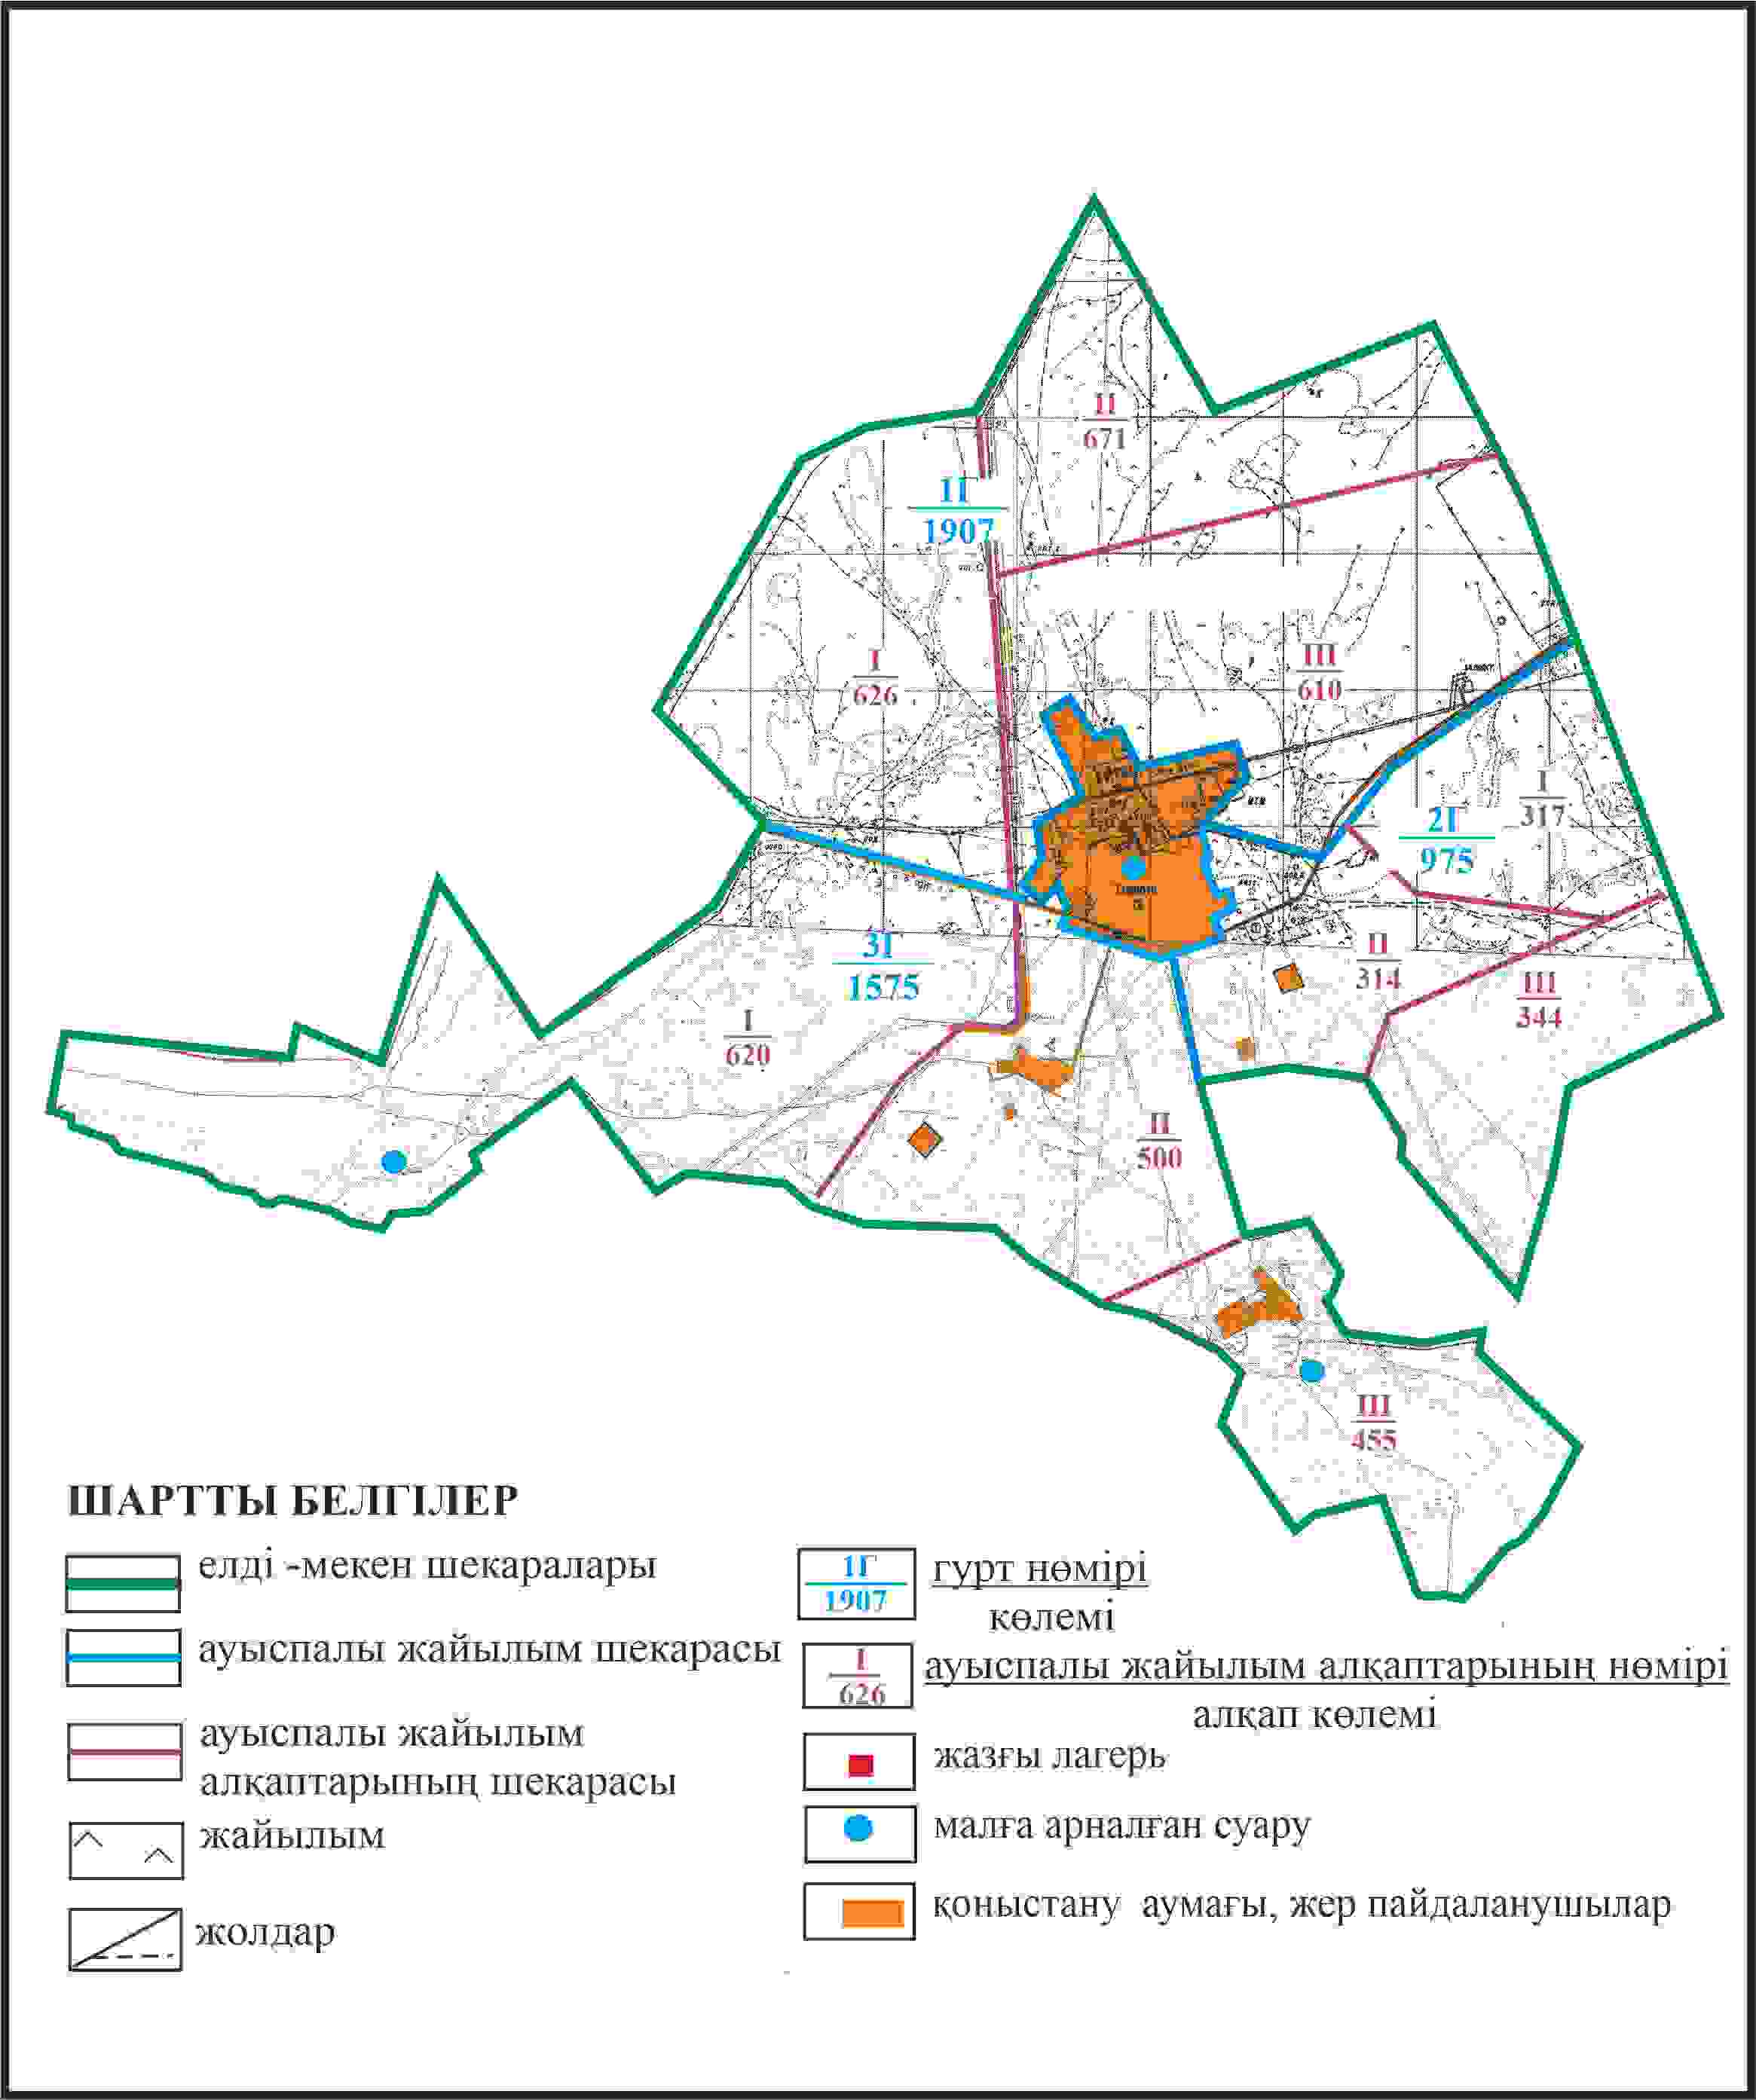 II
671
1Г
1907
I
626
III
610
I
317
2Г
975
3Г
1575
II
314
III
344
I
620
II
500
III
455
ШАРТТЫ БЕЛГІЛЕР
елді -мекен шекаралары
ауыспалы жайылым шекарасы
ауыспалы жайылым
алқаптарының шекарасы
жайылым
жолдар
1Г
1907
гурт нөмірі
көлемі
I
626
ауыспалы жайылым алқаптарының нөмірі
алқап көлемі
жазғы лагерь
малға арналған суару
қоныстану аумағы, жер пайдаланушылар